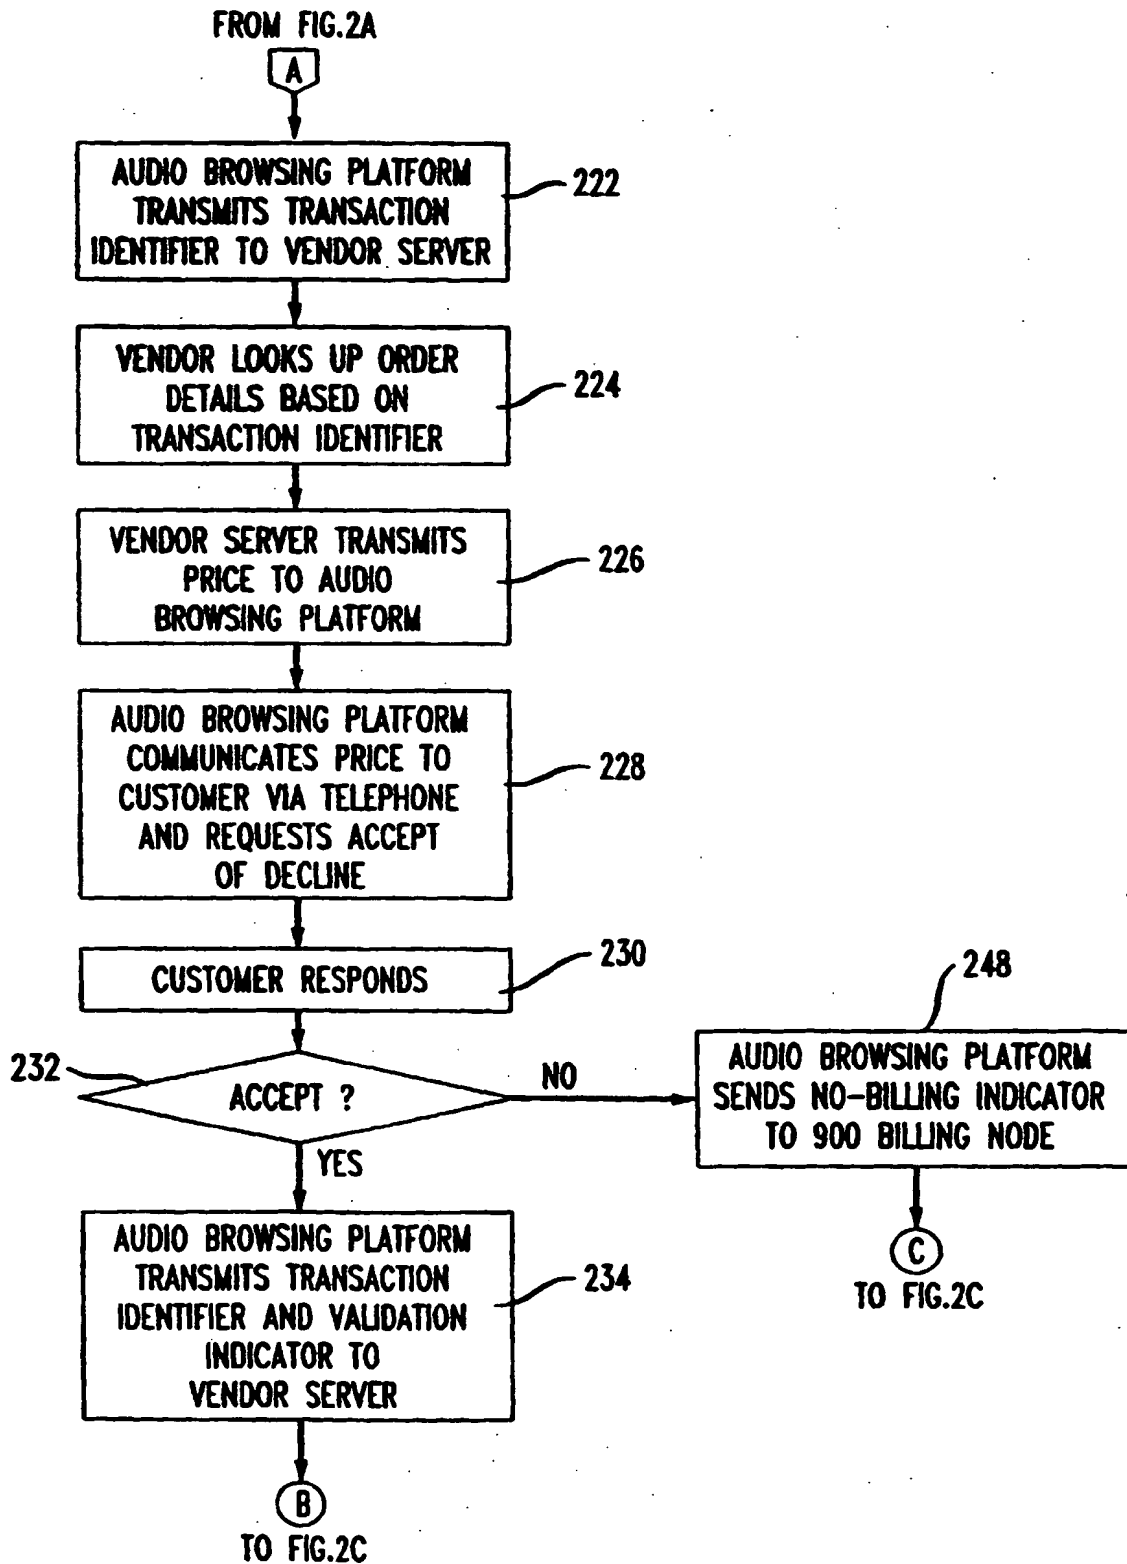 FROM FIG.2A
A
AUDIO BROWSING PLATFORM
TRANSMITS TRANSACTION
IDENTIFIER TO VENDOR SERVER
222
VENDOR LOOKS UP ORDER
DETAILS BASED ON
TRANSACTION IDENTIFIER
224
VENDOR SERVER TRANSMITS
PRICE TO AUDIO
BROWSING PLATFORM
226
AUDIO BROWSING PLATFORM
COMMUNICATES PRICE TO
CUSTOMER VIA TELEPHONE
AND REQUESTS ACCEPT
OF DECLINE
228
CUSTOMER RESPONDS
230
232
ACCEPT ?
NO
YES
248
AUDIO BROWSING PLATFORM
SENDS NO-BILLING INDICATOR
TO 900 BILLING NODE
C
TO FIG.2C
AUDIO BROWSING PLATFORM
TRANSMITS TRANSACTION
IDENTIFIER AND VALIDATION
INDICATOR TO
VENDOR SERVER
234
B
TO FIG.2C